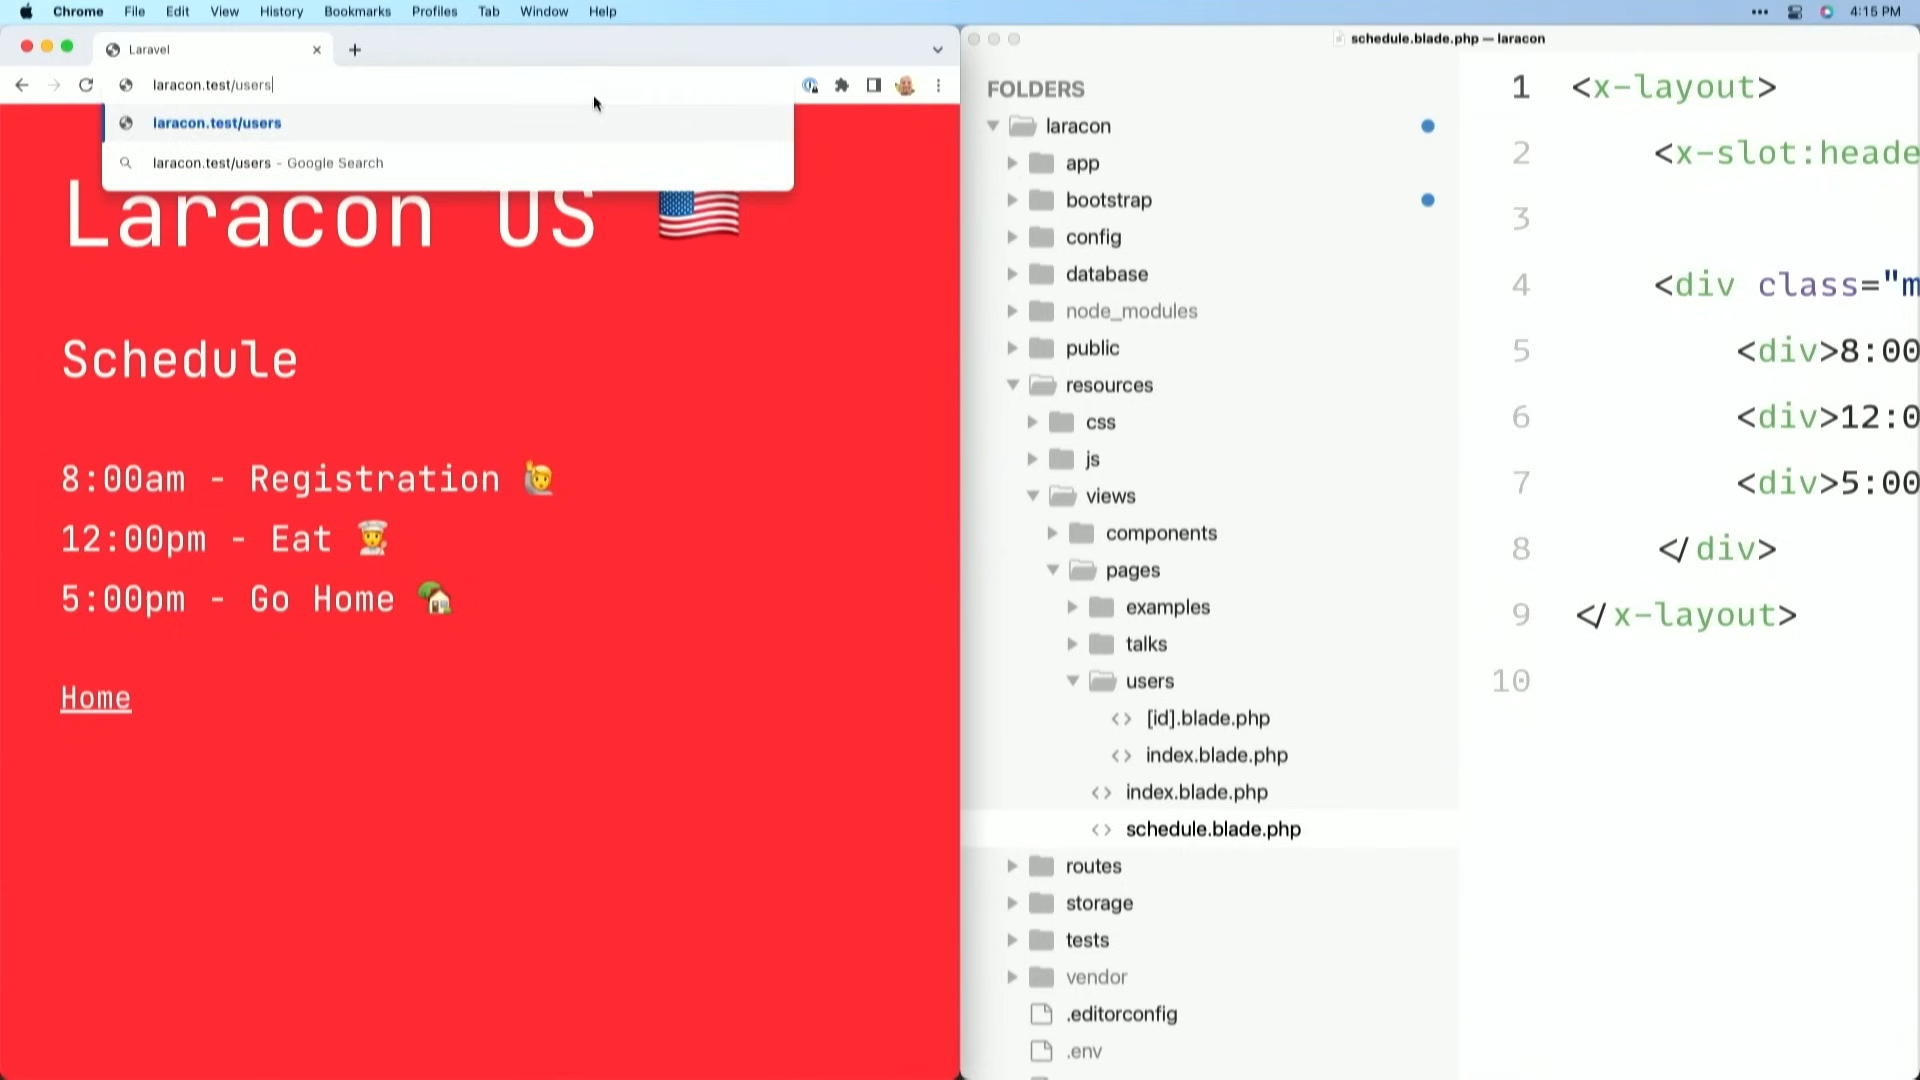 Chrome File Edit View History Bookmarks Profiles Tab Window Help 4:15 PM
Laravel
laracon.test/users
laracon.test/users
laracon.test/users - Google Search
Laracon US
Schedule
8:00am - Registration
12:00pm - Eat
5:00pm - Go Home
Home
schedule.blade.php — laracon
FOLDERS
laracon
app
bootstrap
config
database
node_modules
public
resources
css
js
views
components
pages
examples
talks
users
[id].blade.php
index.blade.php
index.blade.php
schedule.blade.php
routes
storage
tests
vendor
.editorconfig
.env
1 <x-layout>
2 <x-slot:heade
3
4 <div class="m
5 <div>8:00
6 <div>12:0
7 <div>5:00
8 </div>
9 </x-layout>
10